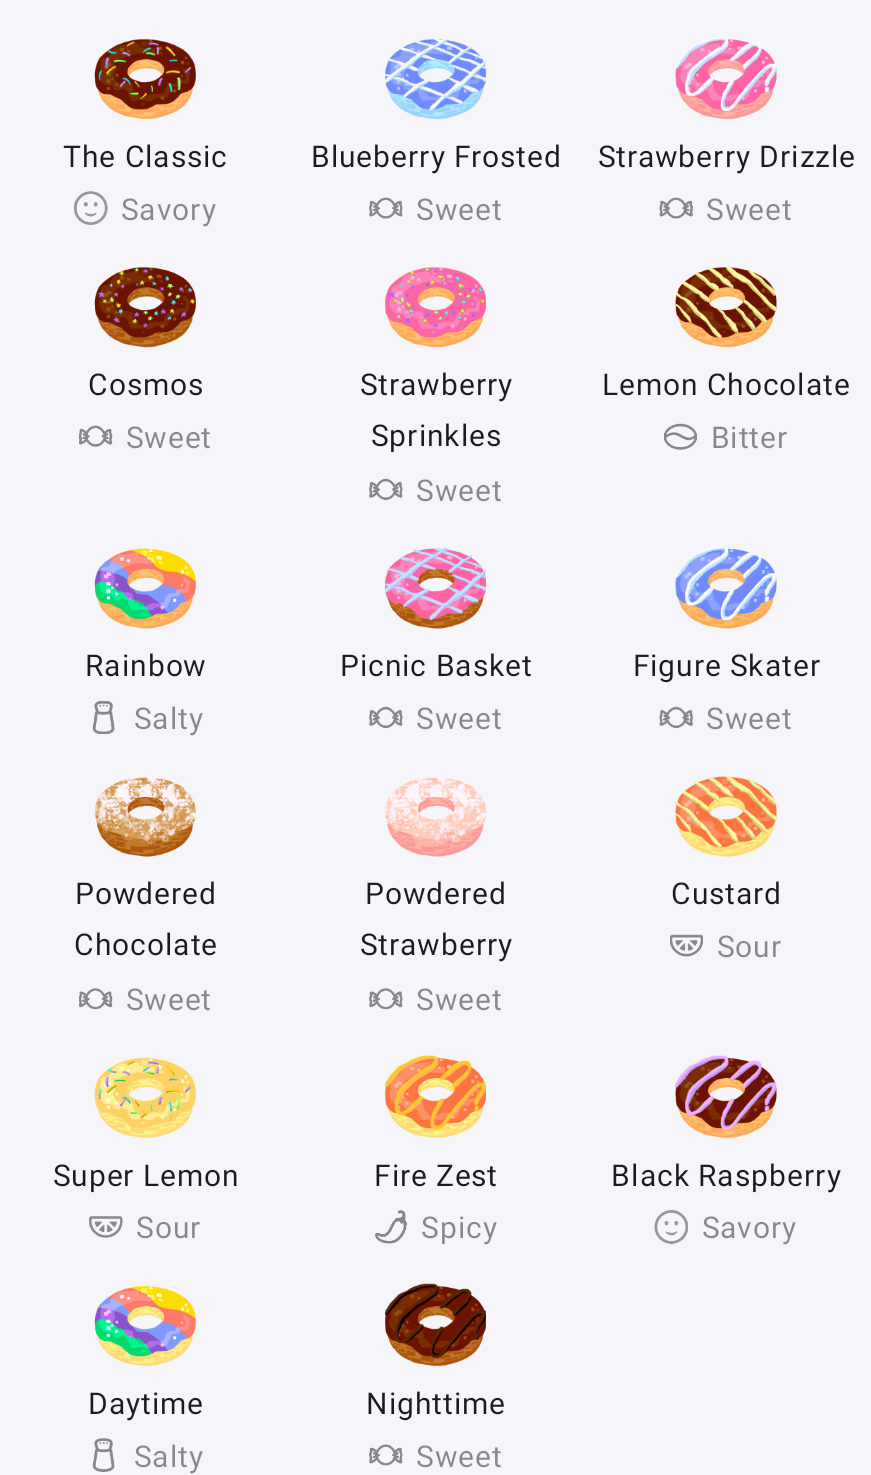 The Classic
Savory
Blueberry Frosted
Sweet
Strawberry Drizzle
Sweet
Cosmos
Sweet
Strawberry
Sprinkles
Sweet
Lemon Chocolate
Bitter
Rainbow
Salty
Picnic Basket
Sweet
Figure Skater
Sweet
Powdered
Chocolate
Sweet
Powdered
Strawberry
Sweet
Custard
Sour
Super Lemon
Sour
Fire Zest
Spicy
Black Raspberry
Savory
Daytime
Salty
Nighttime
Sweet